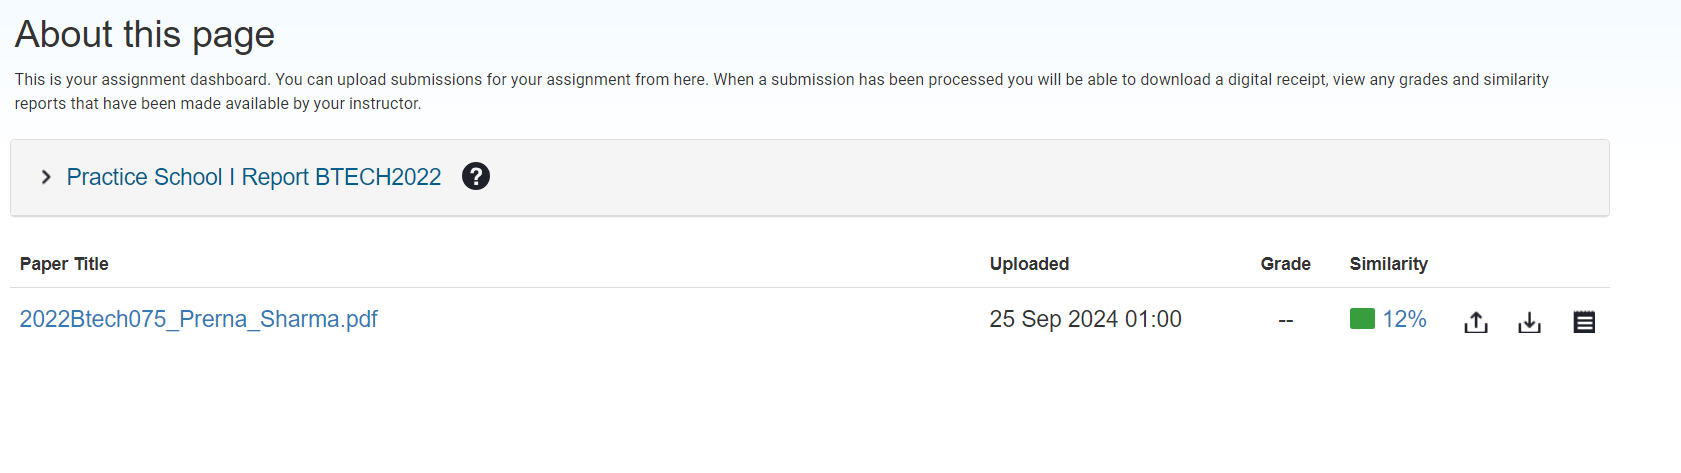 About this page
This is your assignment dashboard. You can upload submissions for your assignment from here. When a submission has been processed you will be able to download a digital receipt, view any grades and similarity
reports that have been made available by your instructor.
Practice School I Report BTECH2022 ?
Paper Title Uploaded Grade Similarity
2022Btech075_Prerna_Sharma.pdf 25 Sep 2024 01:00 -- 12%